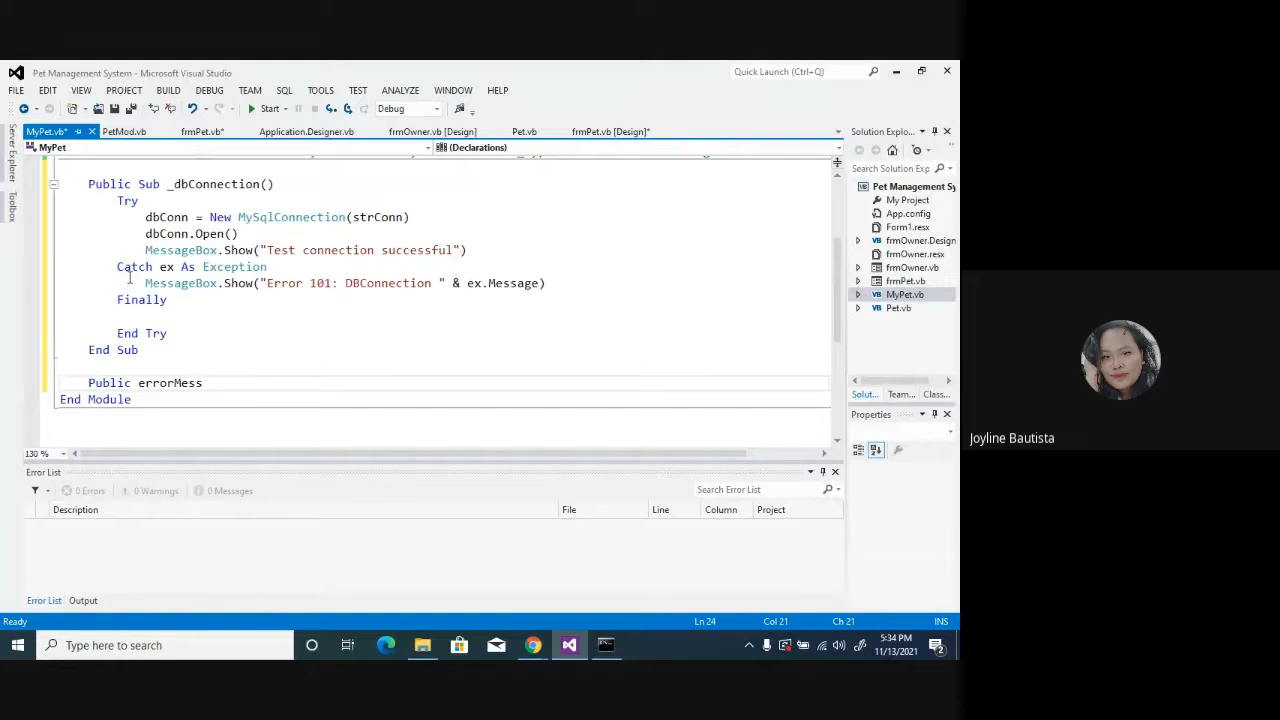 Pet Management System - Microsoft Visual Studio
Quick Launch (Ctrl+Q)
FILE EDIT VIEW PROJECT BUILD DEBUG TEAM SQL TOOLS TEST ANALYZE WINDOW HELP
Start Debug
MyPet.vb* PetMod.vb frmPet.vb* Application.Designer.vb frmOwner.vb [Design] Pet.vb frmPet.vb [Design]*
MyPet (Declarations)
Server Explorer
Toolbox
Public Sub _dbConnection()
Try
dbConn = New MySqlConnection(strConn)
dbConn.Open()
MessageBox.Show("Test connection successful")
Catch ex As Exception
MessageBox.Show("Error 101: DBConnection " & ex.Message)
Finally
End Try
End Sub
Public errorMess
End Module
130 %
Solution Explo...
Search Solution Exp
Pet Management Sy
My Project
App.config
Form1.resx
frmOwner.Design
frmOwner.resx
frmOwner.vb
frmPet.vb
MyPet.vb
Pet.vb
Solut... Team... Class...
Properties
Error List
0 Errors 0 Warnings 0 Messages
Search Error List
Description File Line Column Project
Error List Output
Ready Ln 24 Col 21 Ch 21 INS
Type here to search
5:34 PM
11/13/2021
2
Joyline Bautista